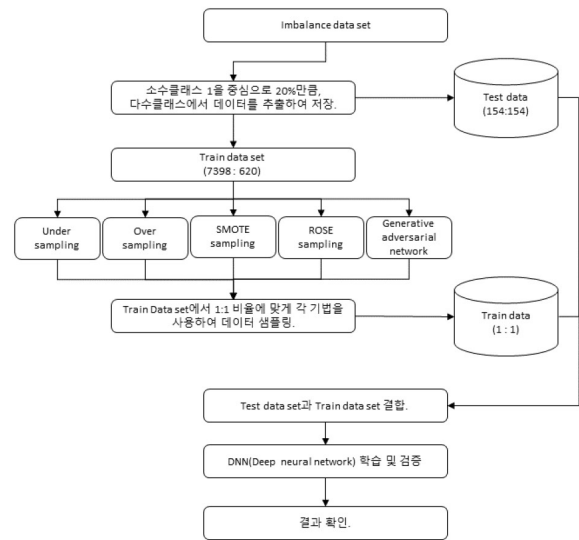 Imbalance data set
소수클래스 1을 중심으로 20%만큼,
다수클래스에서 데이터를 추출하여 저장.
Test data
(154:154)
Train data set
(7398 : 620)
Under
sampling
Over
sampling
SMOTE
sampling
ROSE
sampling
Generative
adversarial
network
Train Data set에서 1:1 비율에 맞게 각 기법을
사용하여 데이터 샘플링.
Train data
(1 : 1)
Test data set과 Train data set 결합.
DNN(Deep neural network) 학습 및 검증
결과 확인.